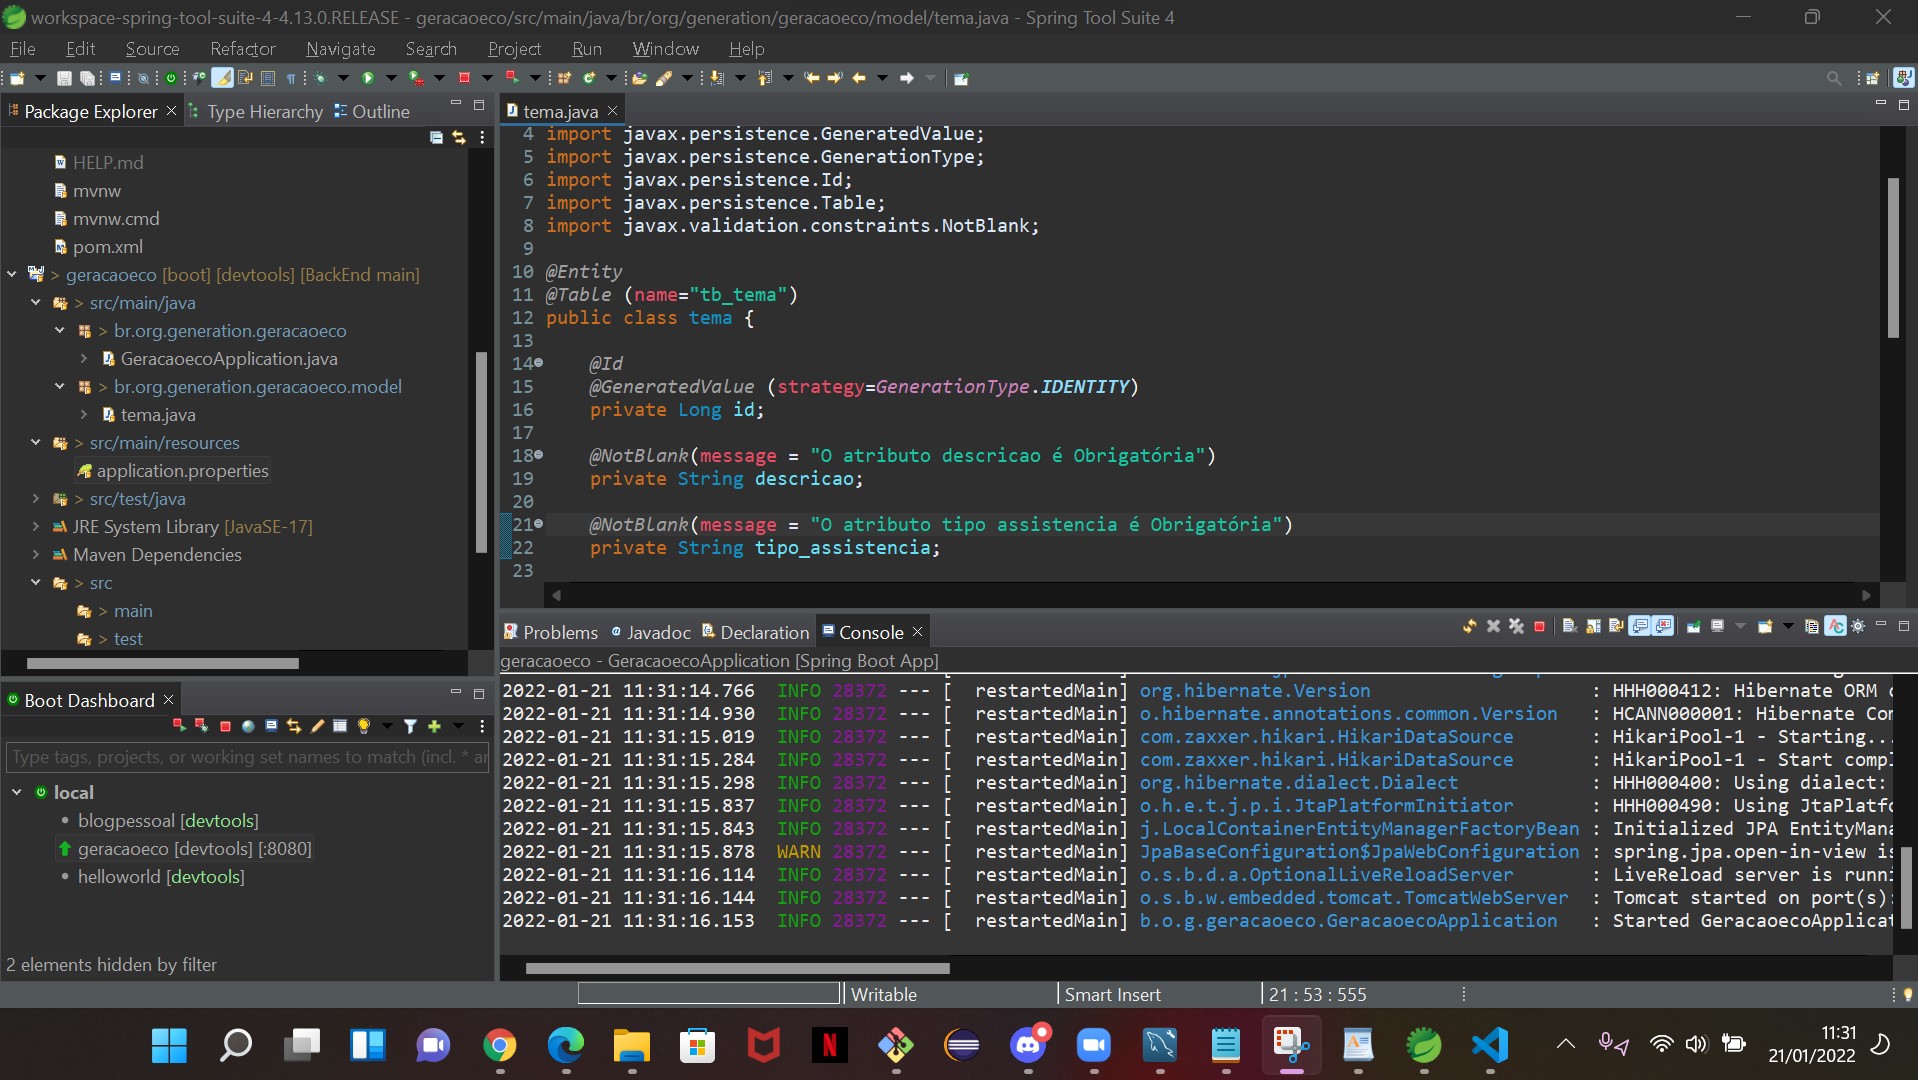 workspace-spring-tool-suite-4-4.13.0.RELEASE - geracaoeco/src/main/java/br/org/generation/geracaoeco/model/tema.java - Spring Tool Suite 4
File Edit Source Refactor Navigate Search Project Run Window Help
Package Explorer Type Hierarchy Outline
HELP.md
mvnw
mvnw.cmd
pom.xml
> geracaoeco [boot] [devtools] [BackEnd main]
> src/main/java
> br.org.generation.geracaoeco
GeracaoecoApplication.java
> br.org.generation.geracaoeco.model
tema.java
> src/main/resources
application.properties
> src/test/java
JRE System Library [JavaSE-17]
Maven Dependencies
> src
> main
> test
tema.java
4 import javax.persistence.GeneratedValue;
5 import javax.persistence.GenerationType;
6 import javax.persistence.Id;
7 import javax.persistence.Table;
8 import javax.validation.constraints.NotBlank;
9
10 @Entity
11 @Table (name="tb_tema")
12 public class tema {
13
14 @Id
15 @GeneratedValue (strategy=GenerationType.IDENTITY)
16 private Long id;
17
18 @NotBlank(message = "O atributo descricao é Obrigatória")
19 private String descricao;
20
21 @NotBlank(message = "O atributo tipo assistencia é Obrigatória")
22 private String tipo_assistencia;
23
Boot Dashboard
Type tags, projects, or working set names to match (incl. * ar
local
blogpessoal [devtools]
geracaoeco [devtools] [:8080]
helloworld [devtools]
2 elements hidden by filter
Problems Javadoc Declaration Console
geracaoeco - GeracaoecoApplication [Spring Boot App]
2022-01-21 11:31:14.766 INFO 28372 --- [ restartedMain] org.hibernate.Version : HHH000412: Hibernate ORM
2022-01-21 11:31:14.930 INFO 28372 --- [ restartedMain] o.hibernate.annotations.common.Version : HCANN000001: Hibernate Com
2022-01-21 11:31:15.019 INFO 28372 --- [ restartedMain] com.zaxxer.hikari.HikariDataSource : HikariPool-1 - Starting...
2022-01-21 11:31:15.284 INFO 28372 --- [ restartedMain] com.zaxxer.hikari.HikariDataSource : HikariPool-1 - Start compl
2022-01-21 11:31:15.298 INFO 28372 --- [ restartedMain] org.hibernate.dialect.Dialect : HHH000400: Using dialect:
2022-01-21 11:31:15.837 INFO 28372 --- [ restartedMain] o.h.e.t.j.p.i.JtaPlatformInitiator : HHH000490: Using JtaPlatfo
2022-01-21 11:31:15.843 INFO 28372 --- [ restartedMain] j.LocalContainerEntityManagerFactoryBean : Initialized JPA EntityMana
2022-01-21 11:31:15.878 WARN 28372 --- [ restartedMain] JpaBaseConfiguration$JpaWebConfiguration : spring.jpa.open-in-view is
2022-01-21 11:31:16.114 INFO 28372 --- [ restartedMain] o.s.b.d.a.OptionalLiveReloadServer : LiveReload server is runni
2022-01-21 11:31:16.144 INFO 28372 --- [ restartedMain] o.s.b.w.embedded.tomcat.TomcatWebServer : Tomcat started on port(s):
2022-01-21 11:31:16.153 INFO 28372 --- [ restartedMain] b.o.g.geracaoeco.GeracaoecoApplication : Started GeracaoecoApplicat
Writable Smart Insert 21 : 53 : 555
11:31
21/01/2022